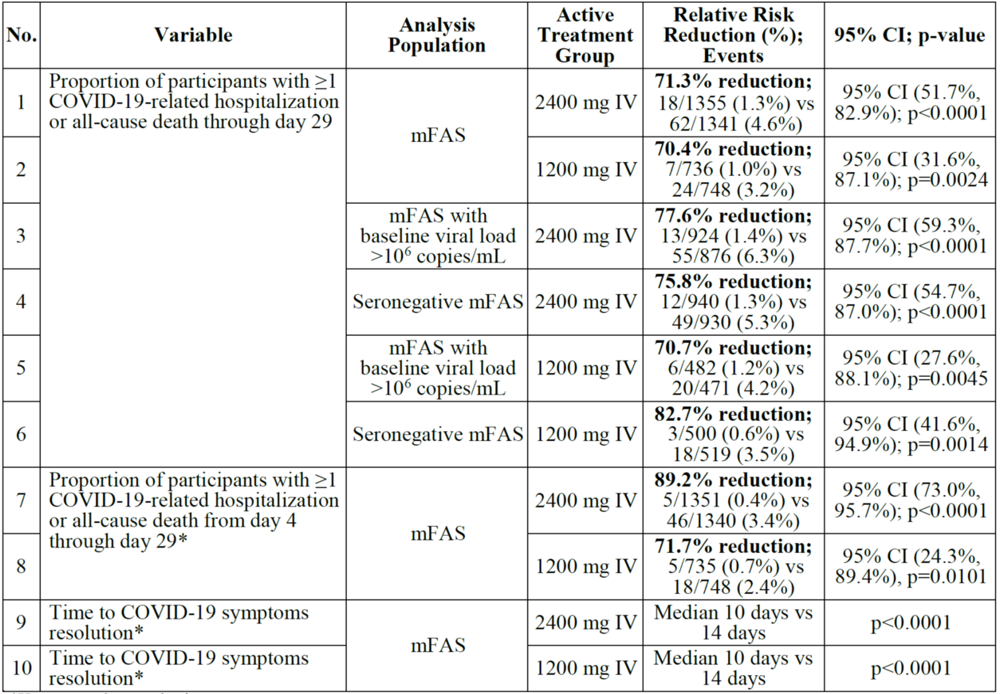 No.
Variable
Analysis
Population
Active
Treatment
Group
Relative Risk
Reduction (%);
Events
95% CI; p-value
1
Proportion of participants with ≥1
COVID-19-related hospitalization
or all-cause death through day 29
mFAS
2400 mg IV
71.3% reduction;
18/1355 (1.3%) vs
62/1341 (4.6%)
95% CI (51.7%,
82.9%); p<0.0001
2
1200 mg IV
70.4% reduction;
7/736 (1.0%) vs
24/748 (3.2%)
95% CI (31.6%,
87.1%); p=0.0024
3
mFAS with
baseline viral load
>10⁶ copies/mL
2400 mg IV
77.6% reduction;
13/924 (1.4%) vs
55/876 (6.3%)
95% CI (59.3%,
87.7%); p<0.0001
4
Seronegative mFAS
2400 mg IV
75.8% reduction;
12/940 (1.3%) vs
49/930 (5.3%)
95% CI (54.7%,
87.0%); p<0.0001
5
mFAS with
baseline viral load
>10⁶ copies/mL
1200 mg IV
70.7% reduction;
6/482 (1.2%) vs
20/471 (4.2%)
95% CI (27.6%,
88.1%); p=0.0045
6
Seronegative mFAS
1200 mg IV
82.7% reduction;
3/500 (0.6%) vs
18/519 (3.5%)
95% CI (41.6%,
94.9%); p=0.0014
7
Proportion of participants with ≥1
COVID-19-related hospitalization
or all-cause death from day 4
through day 29*
mFAS
2400 mg IV
89.2% reduction;
5/1351 (0.4%) vs
46/1340 (3.4%)
95% CI (73.0%,
95.7%); p<0.0001
8
1200 mg IV
71.7% reduction;
5/735 (0.7%) vs
18/748 (2.4%)
95% CI (24.3%,
89.4%), p=0.0101
9
Time to COVID-19 symptoms
resolution*
mFAS
2400 mg IV
Median 10 days vs
14 days
p<0.0001
10
Time to COVID-19 symptoms
resolution*
1200 mg IV
Median 10 days vs
14 days
p<0.0001